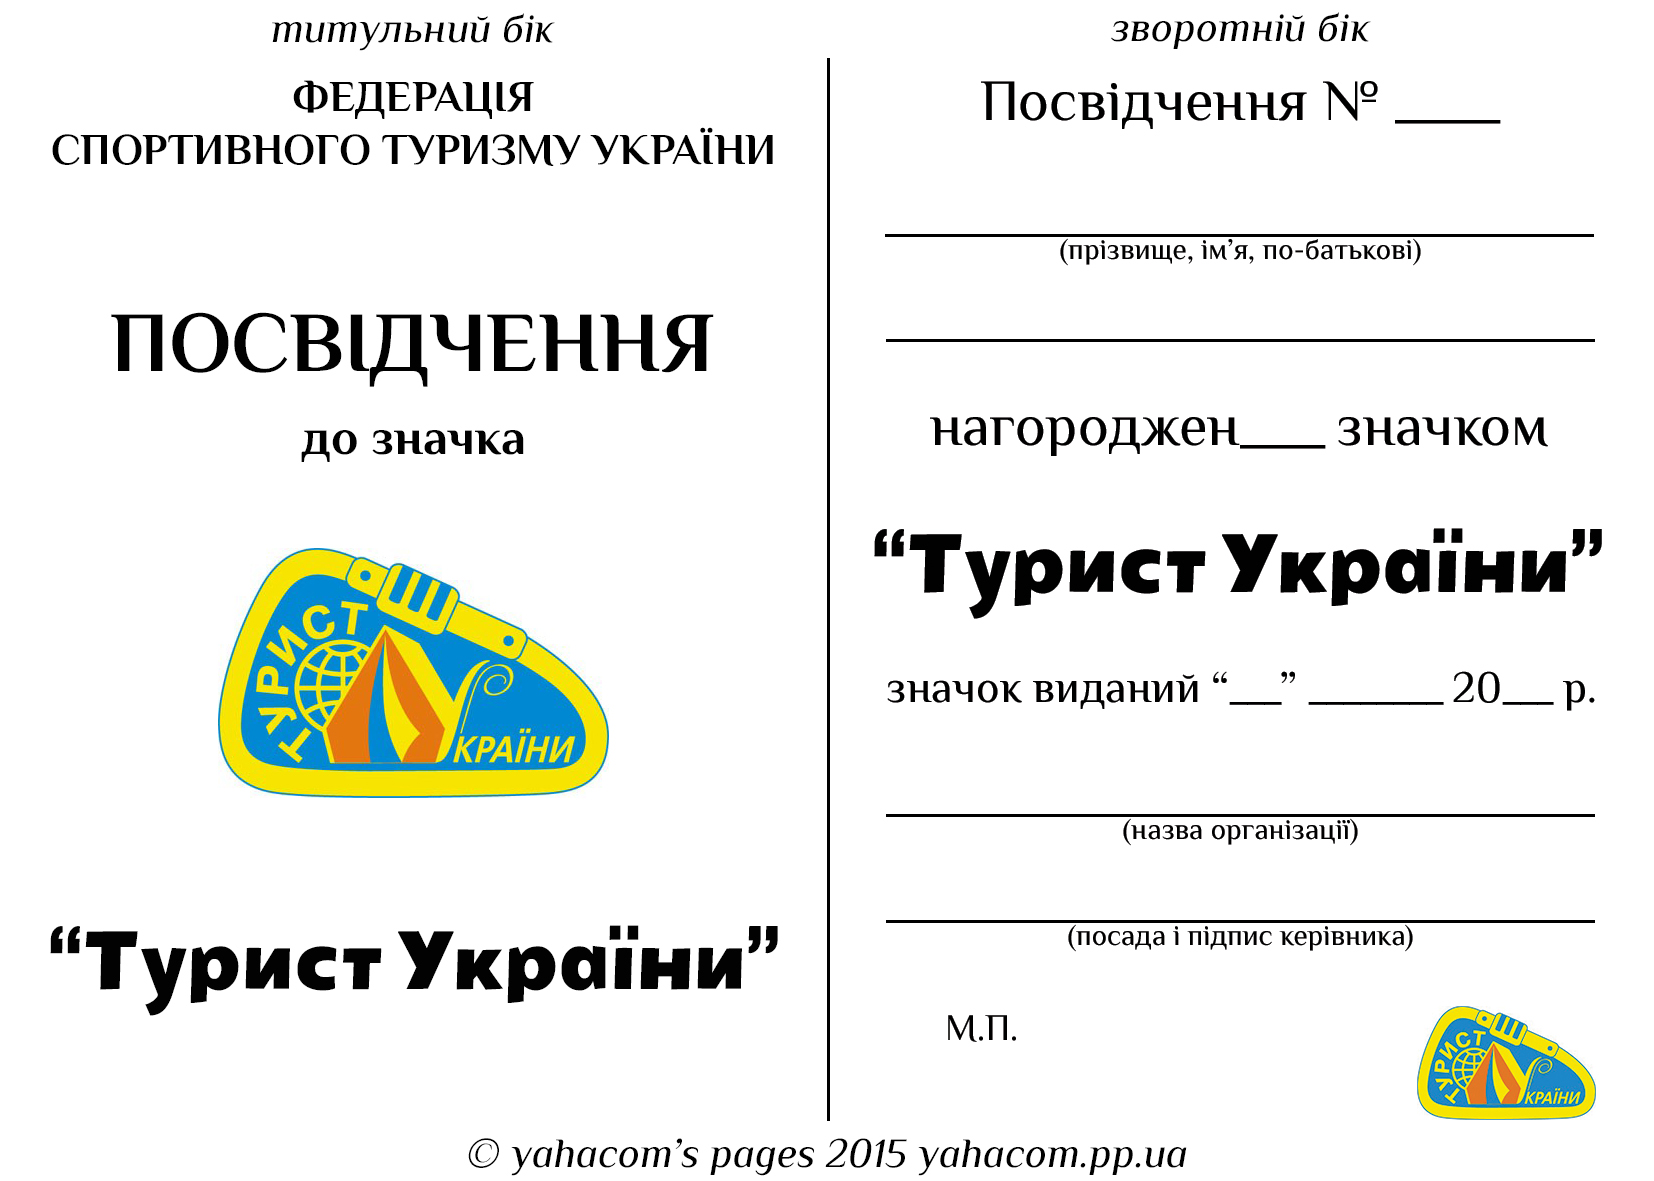 титульний бік
ФЕДЕРАЦІЯ
СПОРТИВНОГО ТУРИЗМУ УКРАЇНИ
ПОСВІДЧЕННЯ
до значка
ТУРИСТ
УКРАЇНИ
“Турист України”
зворотній бік
Посвідчення № ____
(прізвище, ім’я, по-батькові)
нагороджен___ значком
“Турист України”
значок виданий “__” _____ 20__ р.
(назва організації)
(посада і підпис керівника)
М.П.
ТУРИСТ
УКРАЇНИ
© yahacom’s pages 2015 yahacom.pp.ua